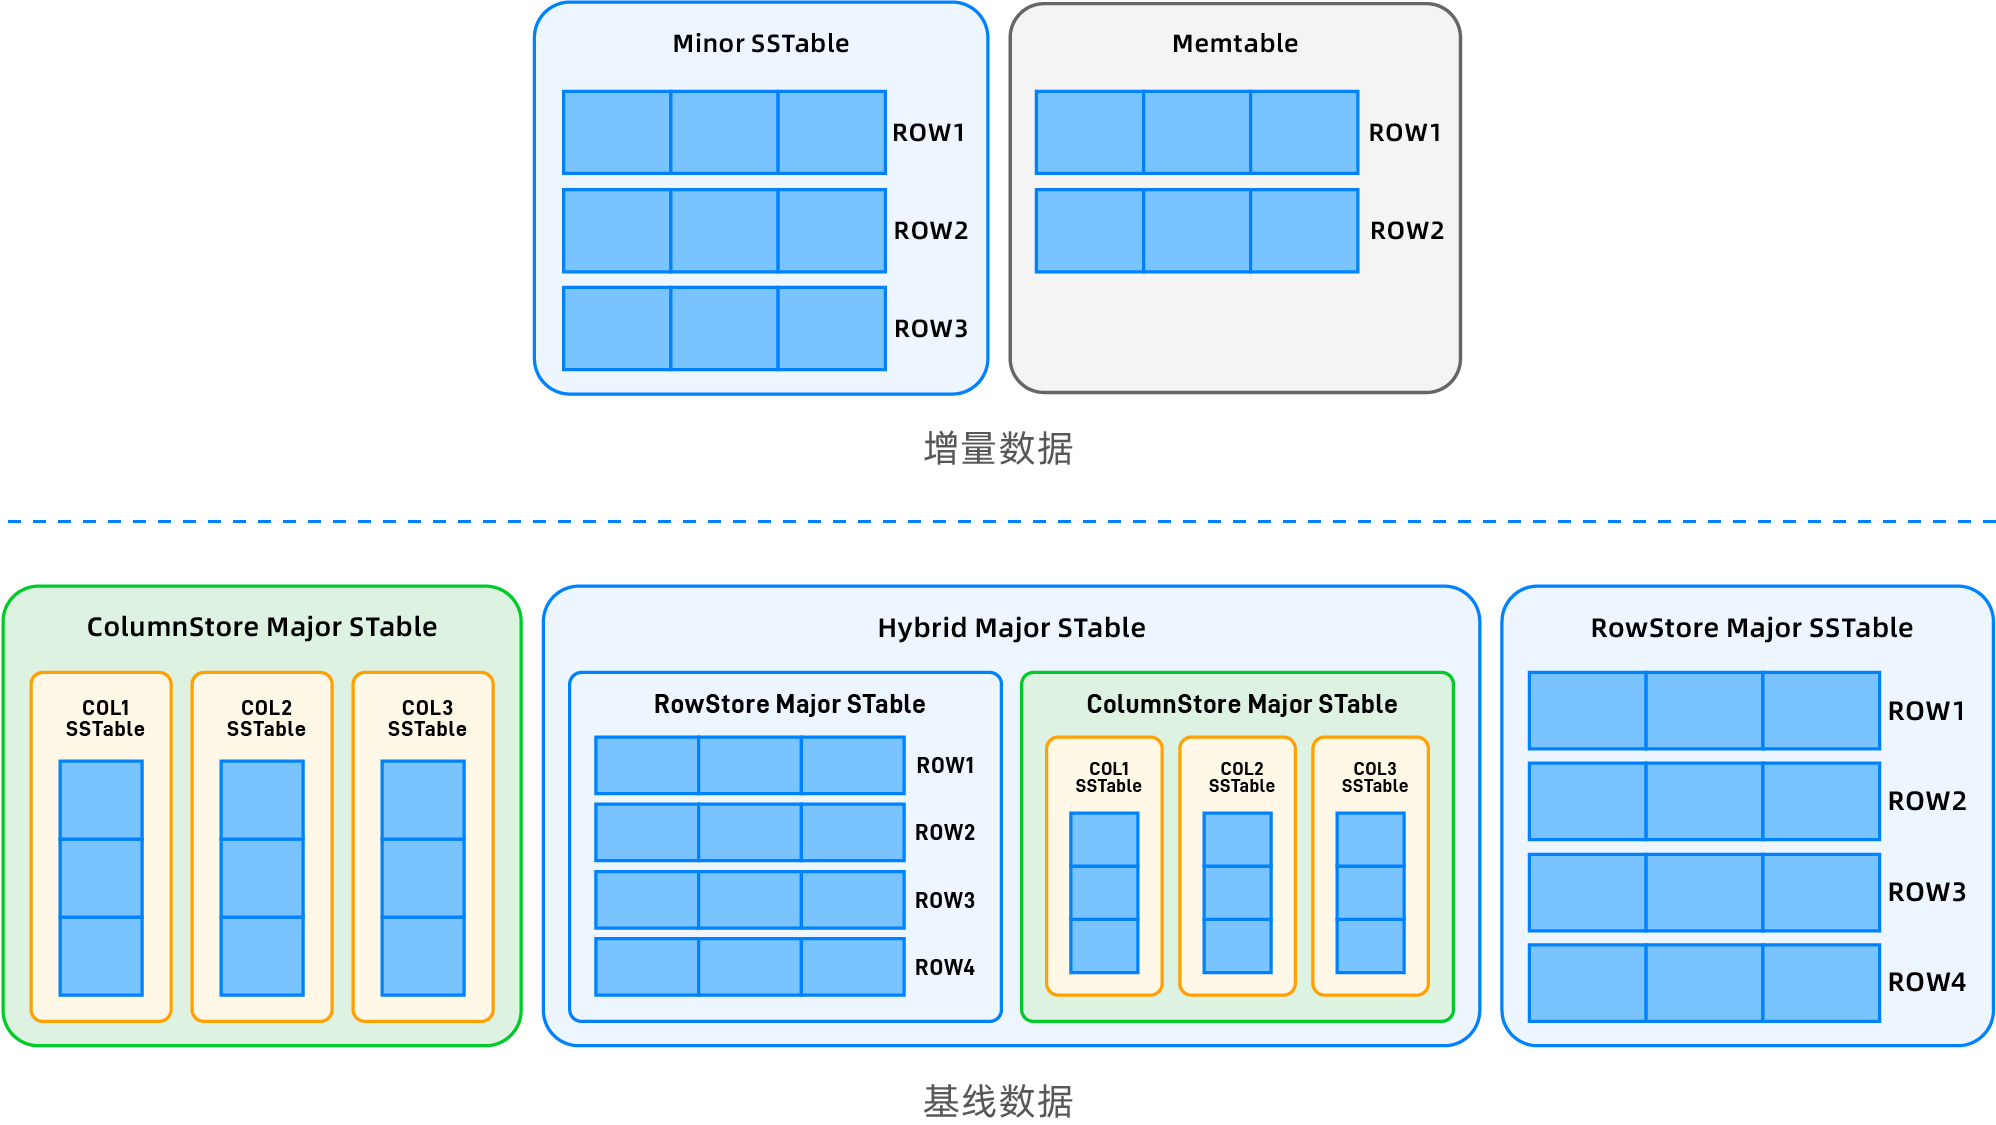 Minor SSTable
ROW1
ROW2
ROW3
Memtable
ROW1
ROW2
增量数据
ColumnStore Major STable
COL1
SSTable
COL2
SSTable
COL3
SSTable
Hybrid Major STable
RowStore Major STable
ROW1
ROW2
ROW3
ROW4
ColumnStore Major STable
COL1
SSTable
COL2
SSTable
COL3
SSTable
RowStore Major SSTable
ROW1
ROW2
ROW3
ROW4
基线数据